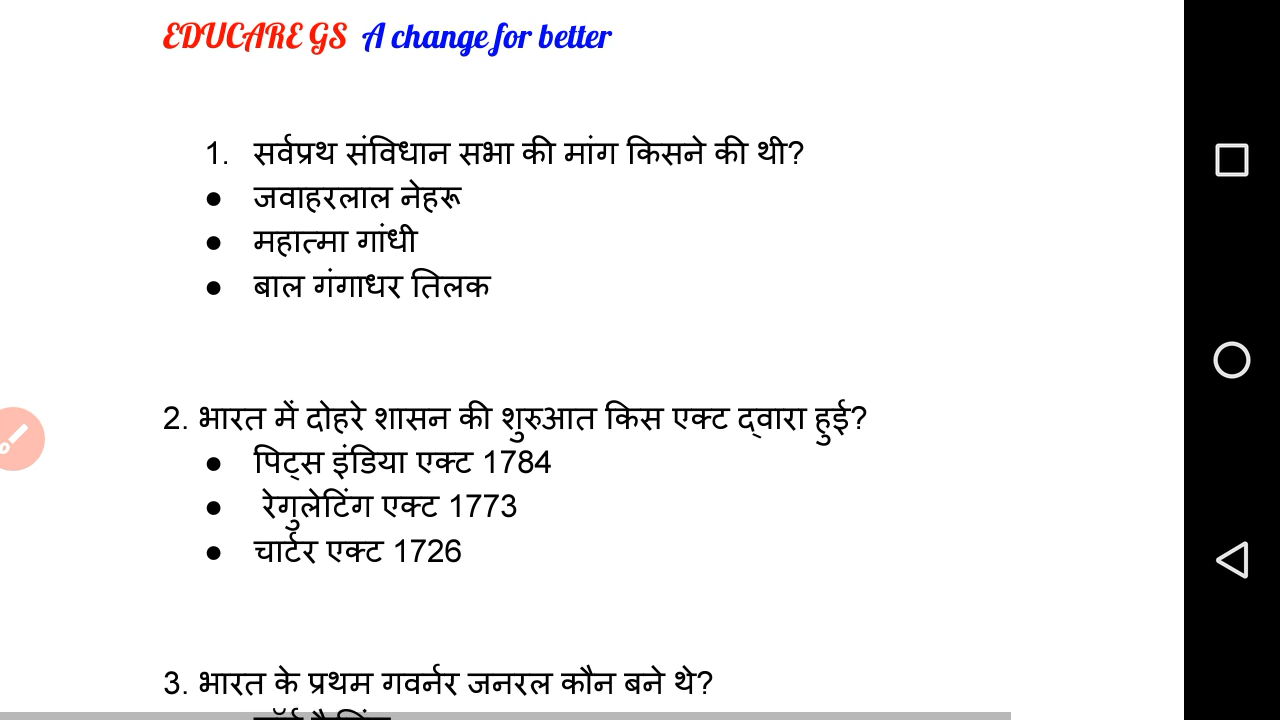 EDUCARE GS A change for better
1. सर्वप्रथ संविधान सभा की मांग किसने की थी?
● जवाहरलाल नेहरू
● महात्मा गांधी
● बाल गंगाधर तिलक
2. भारत में दोहरे शासन की शुरुआत किस एक्ट द्वारा हुई?
● पिट्स इंडिया एक्ट 1784
● रेगुलेटिंग एक्ट 1773
● चार्टर एक्ट 1726
3. भारत के प्रथम गवर्नर जनरल कौन बने थे?